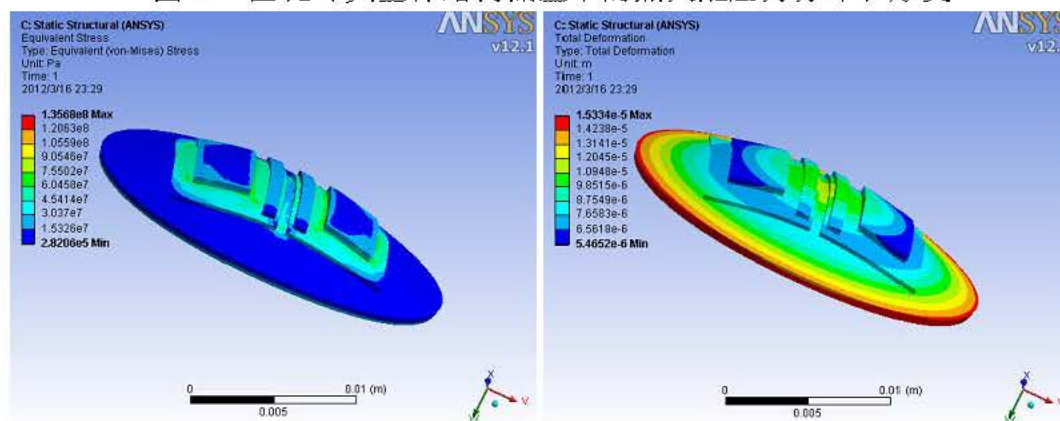 C: Static Structural (ANSYS)
Equivalent Stress
Type: Equivalent (von-Mises) Stress
Unit: Pa
Time: 1
2012/3/16 23:29
1.3568e8 Max
1.2063e8
1.0559e8
9.0546e7
7.5502e7
6.0458e7
4.5414e7
3.037e7
1.5326e7
2.8206e5 Min
ANSYS
v12.1
0
0.01 (m)
0.005
X
C: Static Structural (ANSYS)
Total Deformation
Type: Total Deformation
Unit: m
Time: 1
2012/3/16 23:29
1.5334e-5 Max
1.4238e-5
1.3141e-5
1.2045e-5
1.0948e-5
9.8515e-6
8.7549e-6
7.6583e-6
6.5618e-6
5.4652e-6 Min
ANSYS
v12.1
0
0.01 (m)
0.005
X